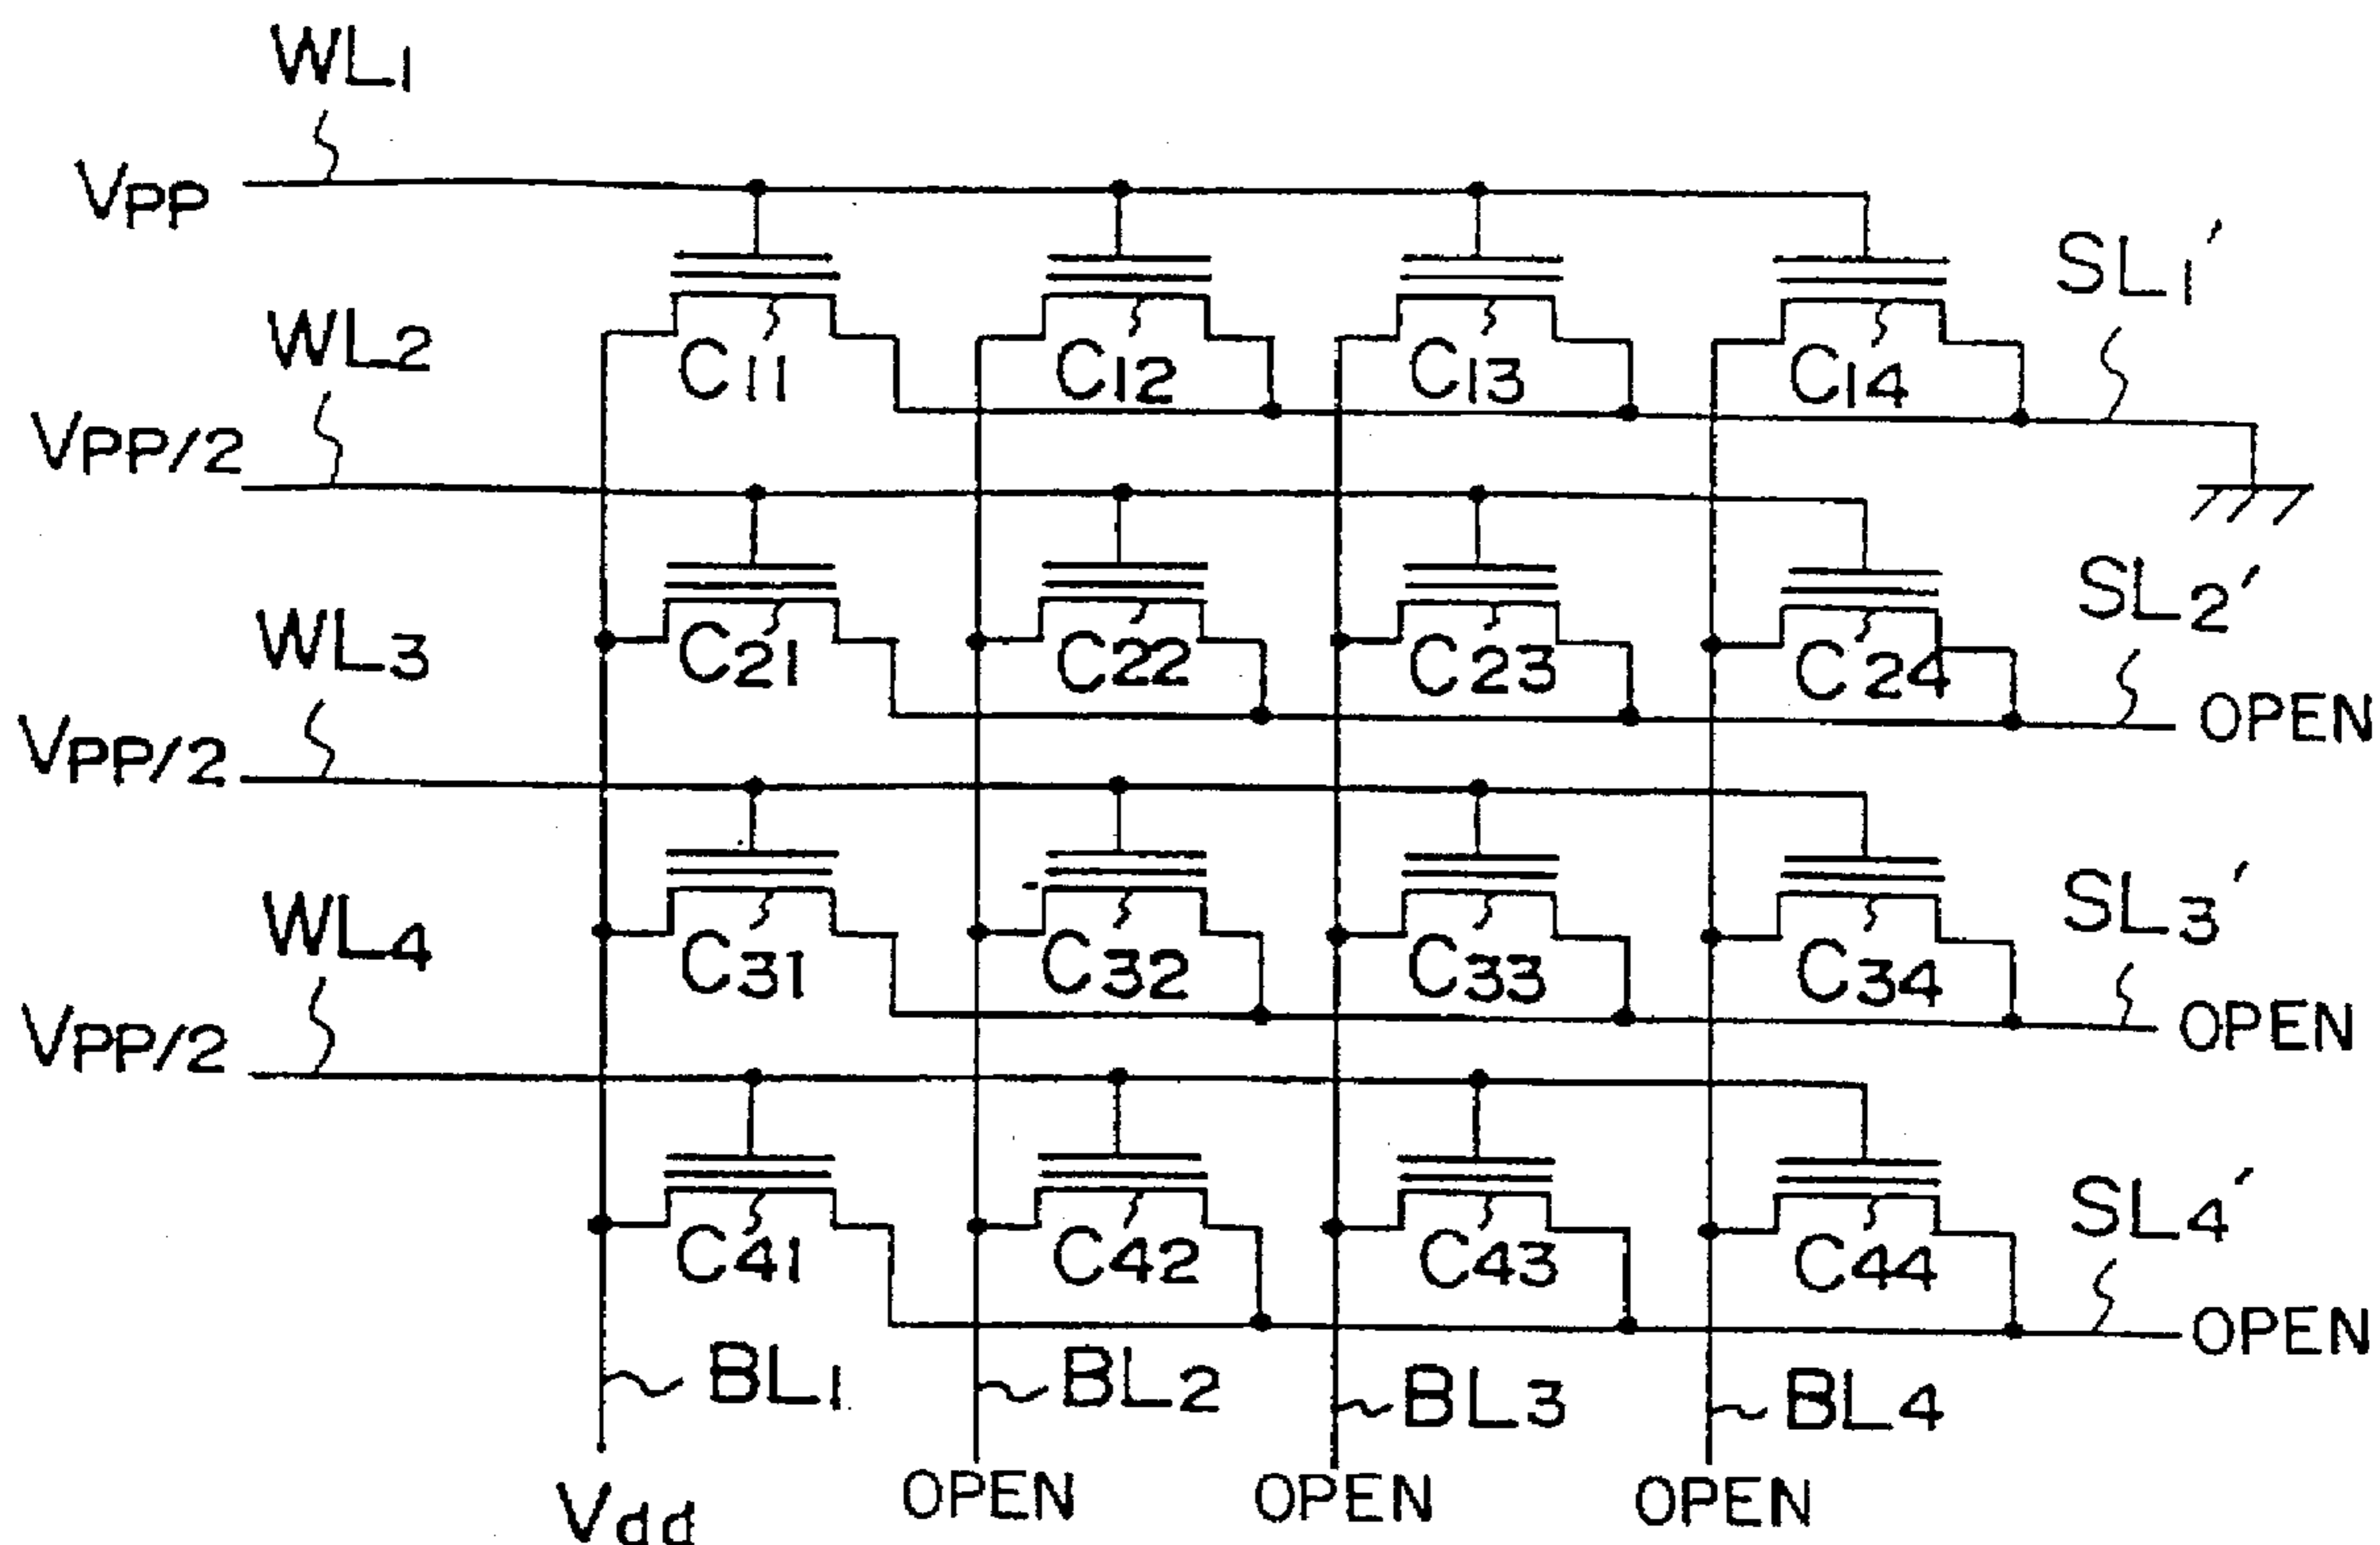 WL1
VPP
SL1'
C11 C12 C13 C14
WL2
VPP/2
SL2'
C21 C22 C23 C24
OPEN
WL3
VPP/2
SL3'
C31 C32 C33 C34
OPEN
WL4
VPP/2
SL4'
C41 C42 C43 C44
OPEN
BL1 BL2 BL3 BL4
Vdd OPEN OPEN OPEN